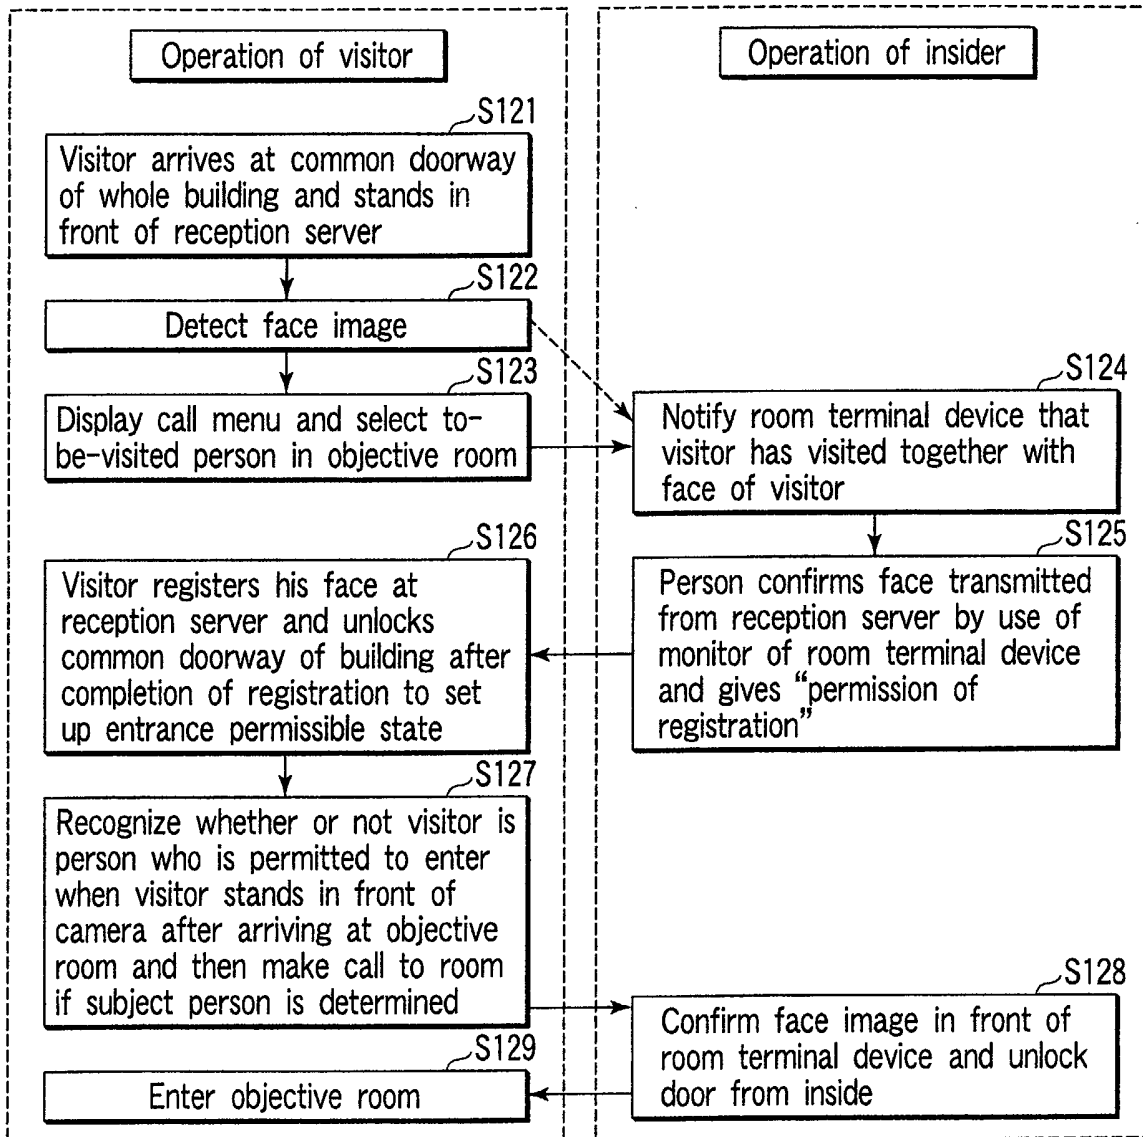 Operation of visitor
Operation of insider
S121
Visitor arrives at common doorway
of whole building and stands in
front of reception server
S122
Detect face image
S123
Display call menu and select to-
be-visited person in objective room
S124
Notify room terminal device that
visitor has visited together with
face of visitor
S125
Person confirms face transmitted
from reception server by use of
monitor of room terminal device
and gives “permission of
registration”
S126
Visitor registers his face at
reception server and unlocks
common doorway of building after
completion of registration to set
up entrance permissible state
S127
Recognize whether or not visitor is
person who is permitted to enter
when visitor stands in front of
camera after arriving at objective
room and then make call to room
if subject person is determined
S128
Confirm face image in front of
room terminal device and unlock
door from inside
S129
Enter objective room